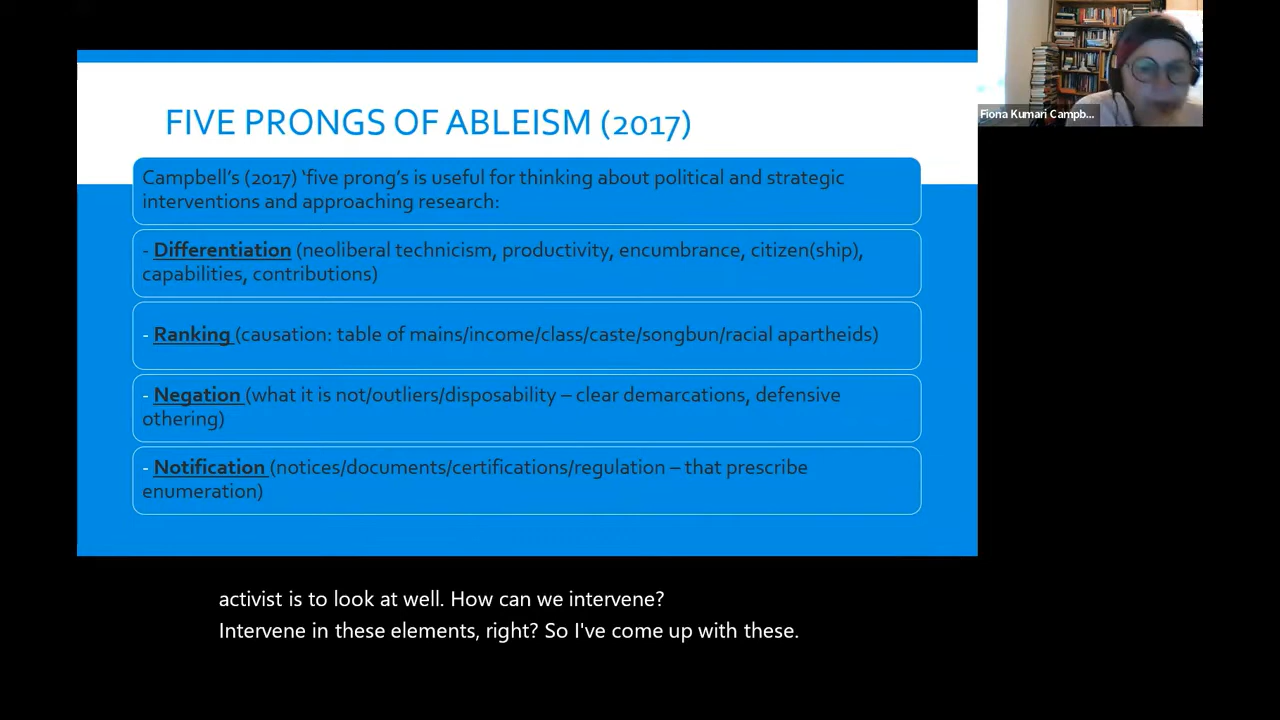 FIVE PRONGS OF ABLEISM (2017)
Campbell's (2017) 'five prong's is useful for thinking about political and strategic
interventions and approaching research:
- Differentiation (neoliberal technicism, productivity, encumbrance, citizen(ship),
capabilities, contributions)
- Ranking (causation: table of mains/income/class/caste/songbun/racial apartheids)
- Negation (what it is not/outliers/disposability – clear demarcations, defensive
othering)
- Notification (notices/documents/certifications/regulation – that prescribe
enumeration)
Fiona Kumari Campb...
activist is to look at well. How can we intervene?
Intervene in these elements, right? So I've come up with these.